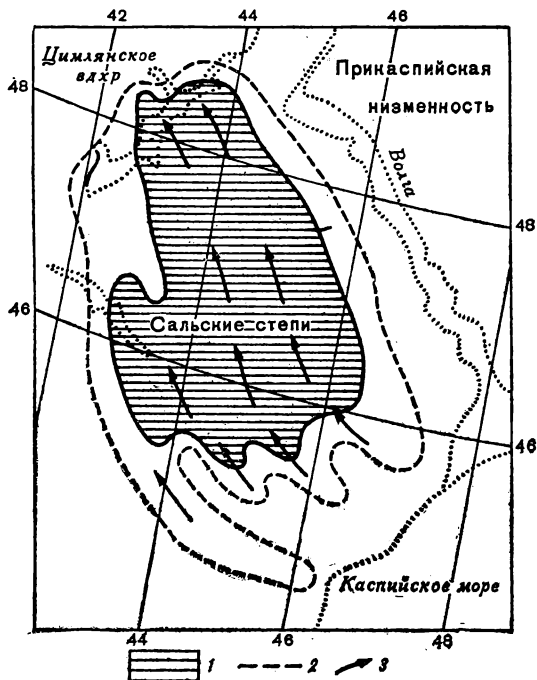 42 44 46
Цимлянское
вдхр
Прикаспийская
48
низменность
Волга
48
46
Сальские степи
46
Каспийское море
44 46 48
1 2 3